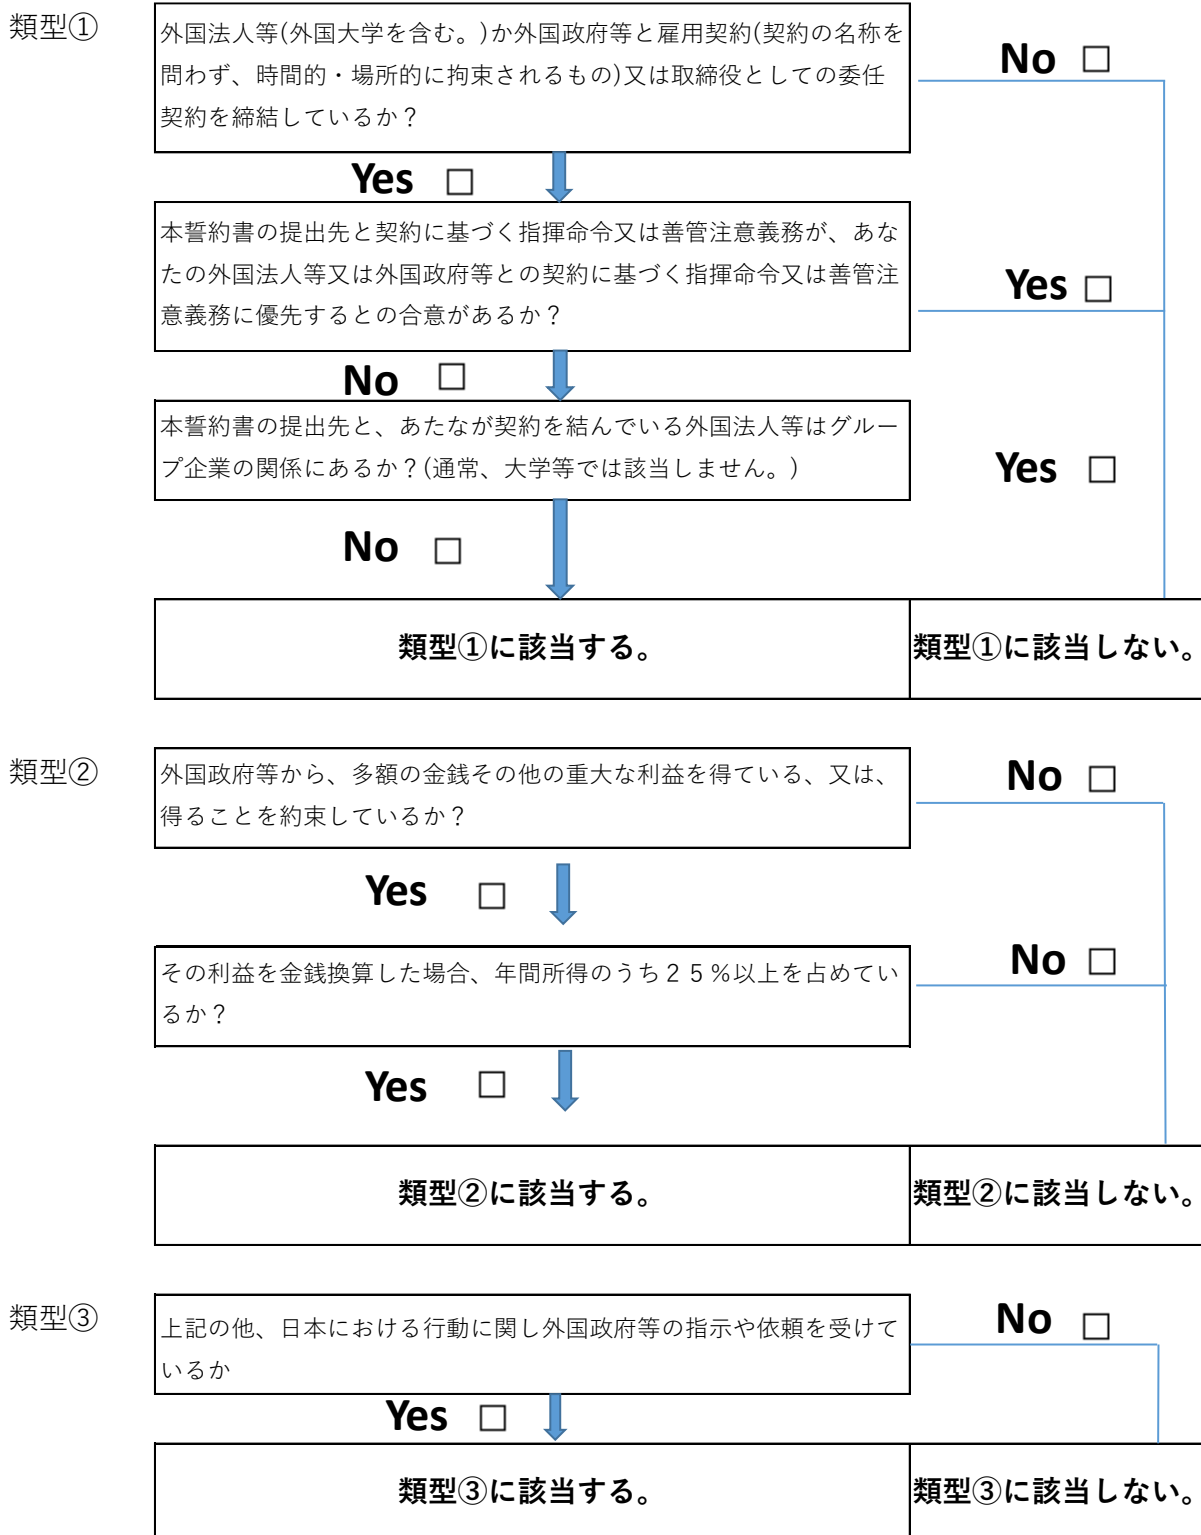 類型①
外国法人等(外国大学を含む。)か外国政府等と雇用契約(契約の名称を
問わず、時間的・場所的に拘束されるもの)又は取締役としての委任
契約を締結しているか？
No □
Yes □
本誓約書の提出先と契約に基づく指揮命令又は善管注意義務が、あな
たの外国法人等又は外国政府等との契約に基づく指揮命令又は善管注
意義務に優先するとの合意があるか？
Yes □
No □
本誓約書の提出先と、あたなが契約を結んでいる外国法人等はグルー
プ企業の関係にあるか？(通常、大学等では該当しません。)
Yes □
No □
類型①に該当する。
類型①に該当しない。
類型②
外国政府等から、多額の金銭その他の重大な利益を得ている、又は、
得ることを約束しているか？
No □
Yes □
その利益を金銭換算した場合、年間所得のうち２５％以上を占めてい
るか？
No □
Yes □
類型②に該当する。
類型②に該当しない。
類型③
上記の他、日本における行動に関し外国政府等の指示や依頼を受けて
いるか
No □
Yes □
類型③に該当する。
類型③に該当しない。